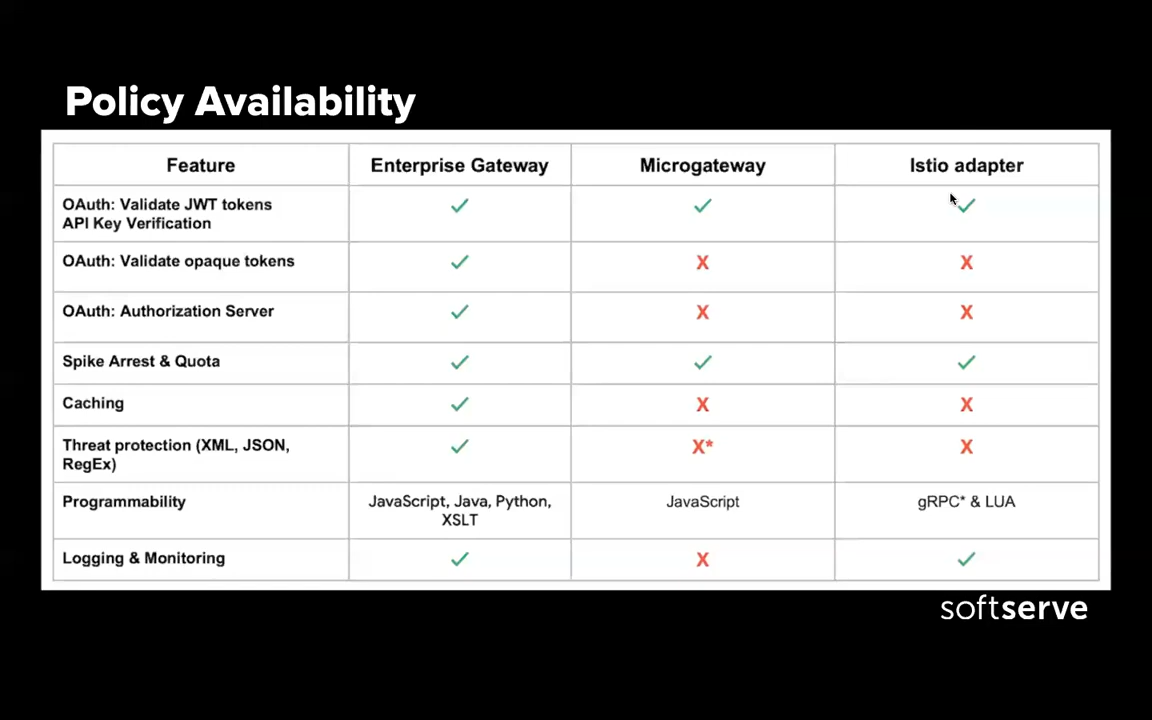 Policy Availability
Feature Enterprise Gateway Microgateway Istio adapter
OAuth: Validate JWT tokens
API Key Verification
✓ ✓ ✓
OAuth: Validate opaque tokens ✓ X X
OAuth: Authorization Server ✓ X X
Spike Arrest & Quota ✓ ✓ ✓
Caching ✓ X X
Threat protection (XML, JSON,
RegEx)
✓ X* X
Programmability
JavaScript, Java, Python,
XSLT
JavaScript
gRPC* & LUA
Logging & Monitoring ✓ X ✓
softserve